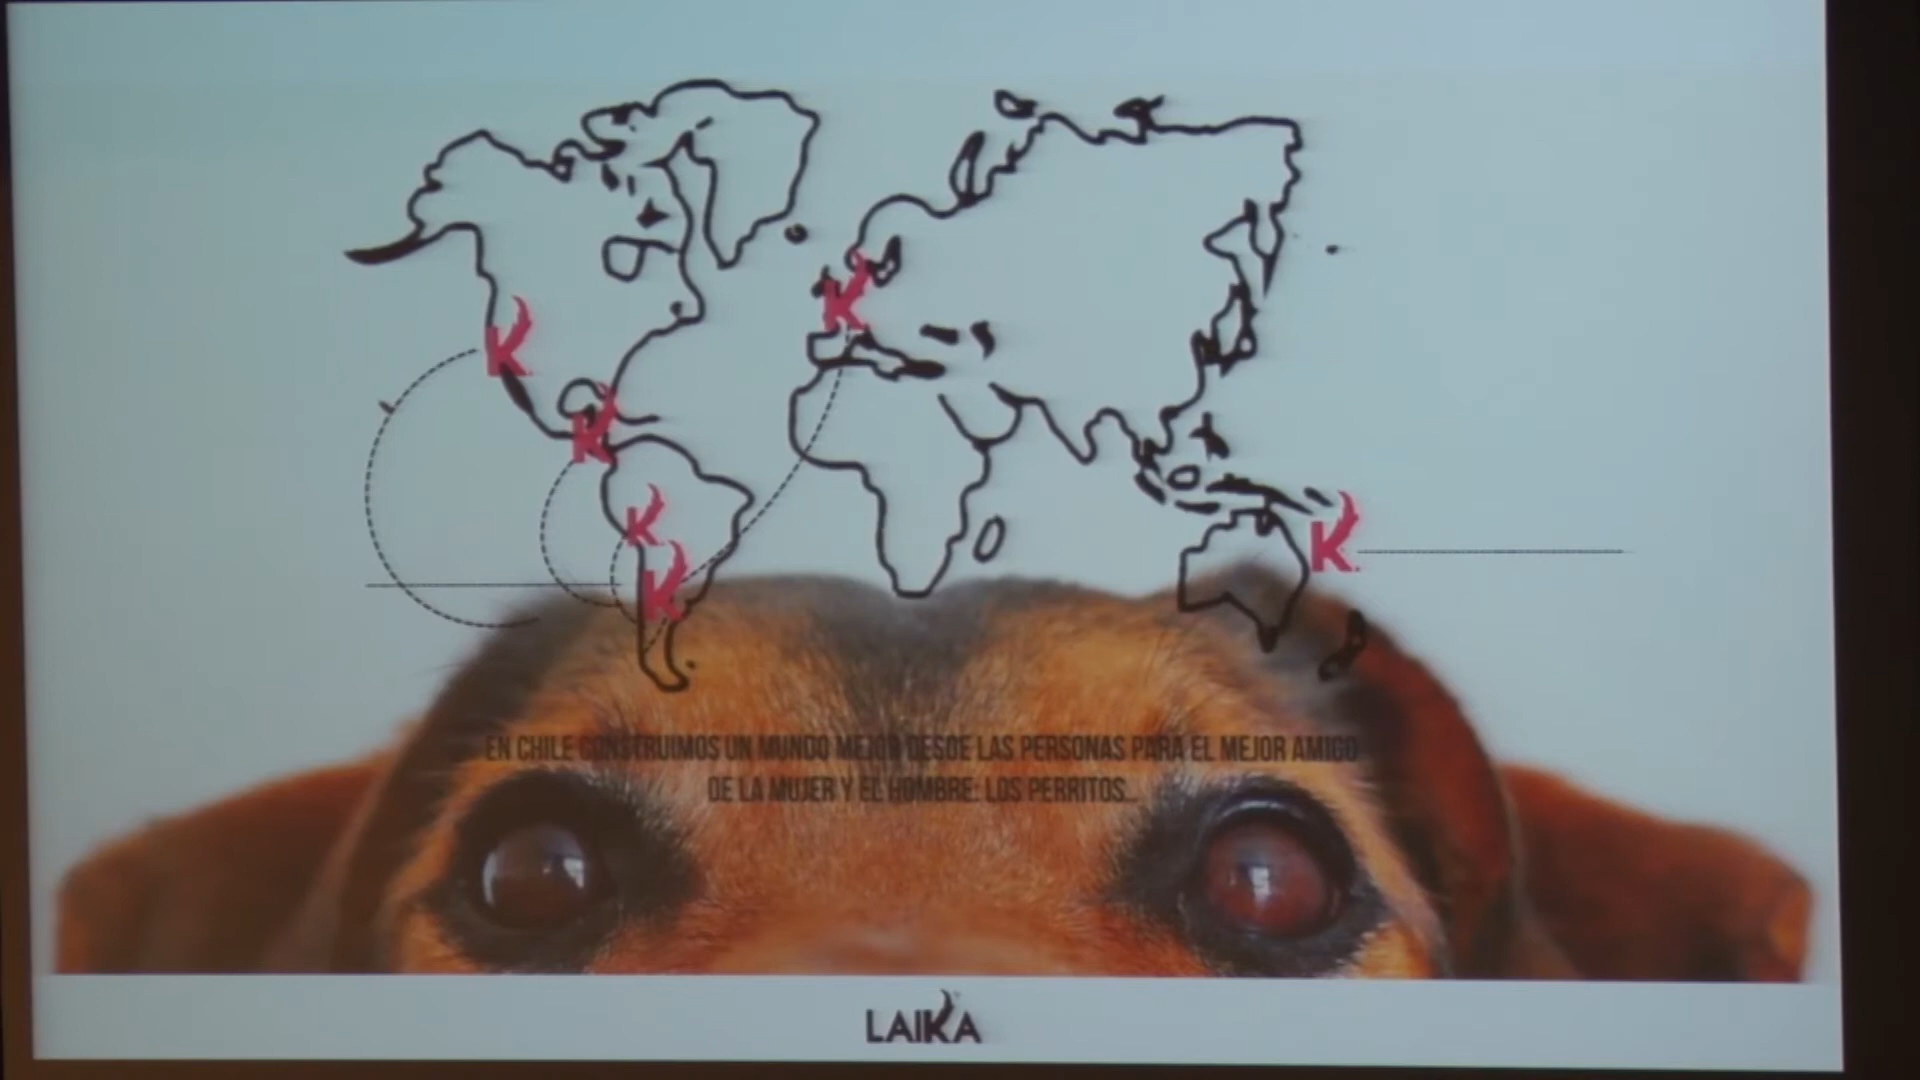 K
K
K
K
K
K
EN CHILE CONSTRUIMOS UN MUNDO MEJOR DESDE LAS PERSONAS PARA EL MEJOR AMIGO
DE LA MUJER Y EL HOMBRE: LOS PERRITOS...
LAIKA